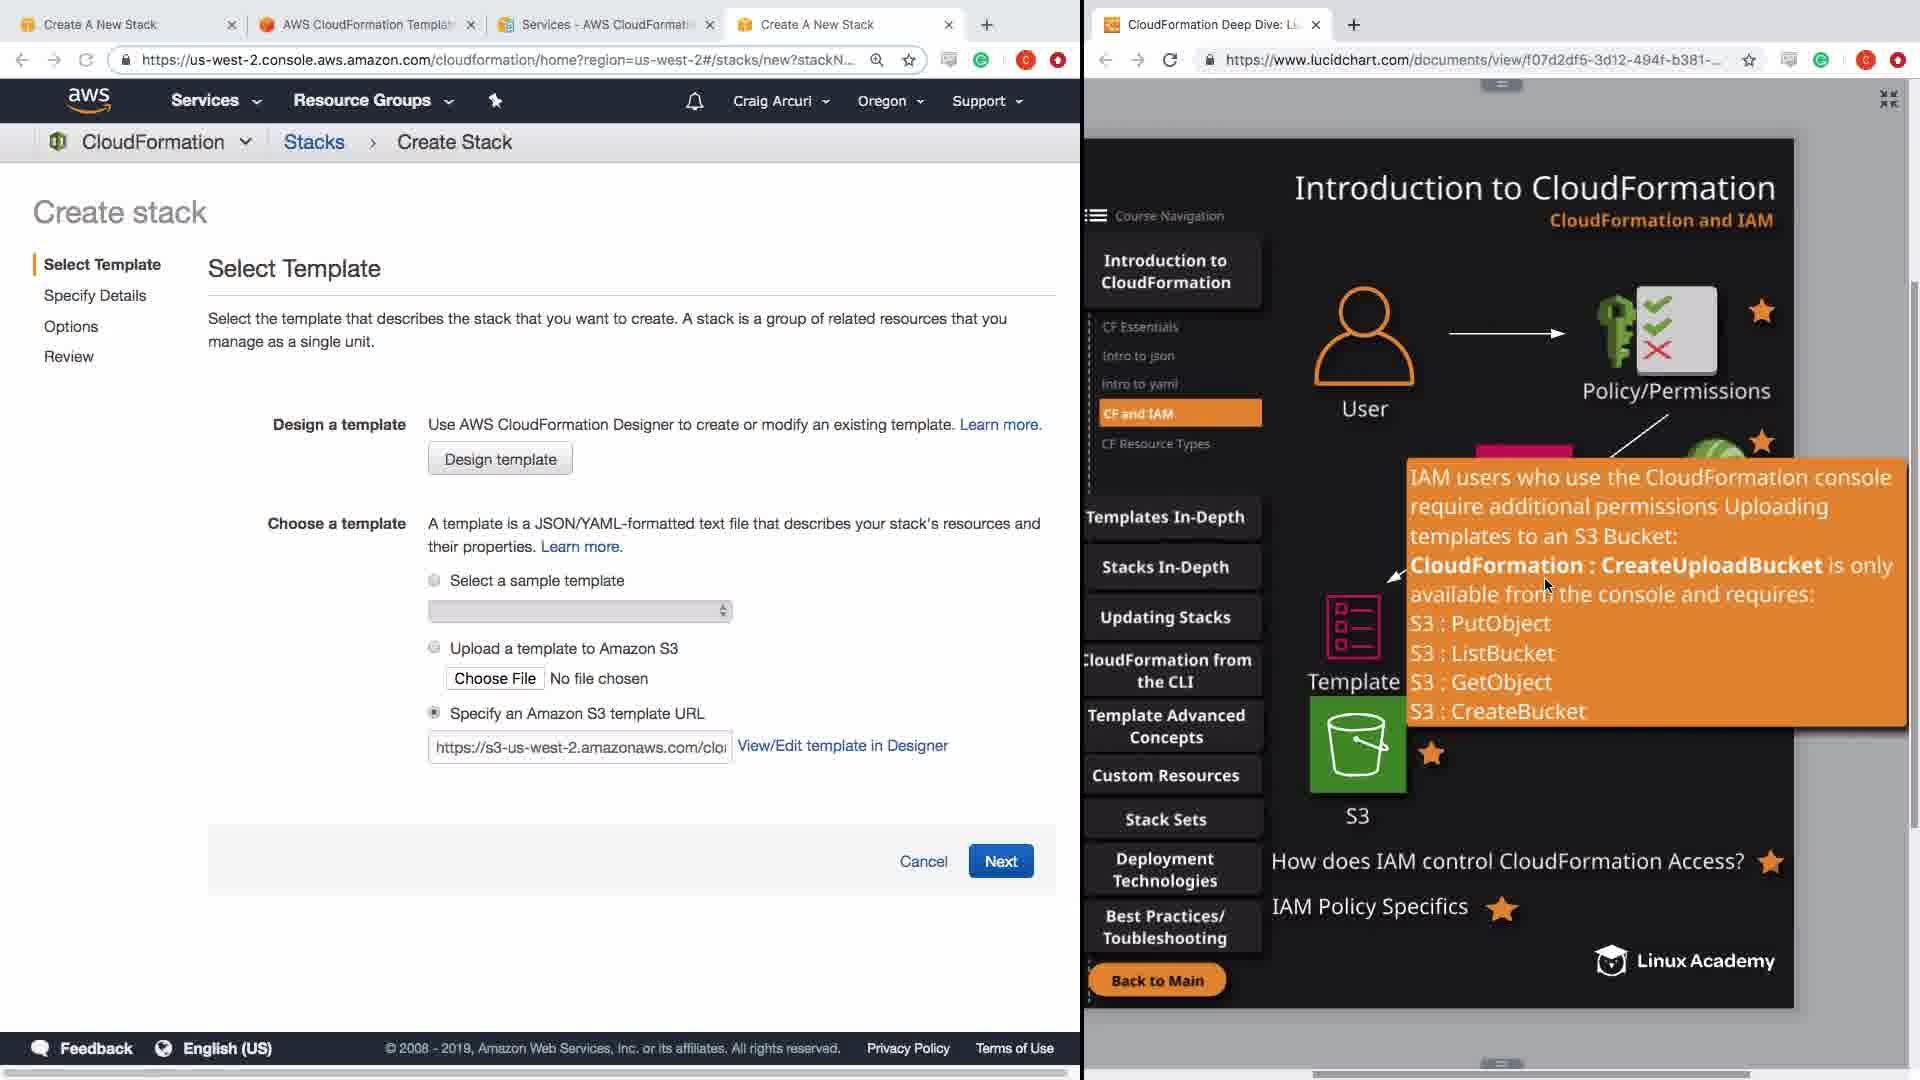 Create A New Stack
AWS CloudFormation Templat
Services - AWS CloudFormati
Create A New Stack
https://us-west-2.console.aws.amazon.com/cloudformation/home?region=us-west-2#/stacks/new?stackN...
aws
Services
Resource Groups
Craig Arcuri
Oregon
Support
CloudFormation
Stacks
Create Stack
Create stack
Select Template
Specify Details
Options
Review
Select Template
Select the template that describes the stack that you want to create. A stack is a group of related resources that you
manage as a single unit.
Design a template
Use AWS CloudFormation Designer to create or modify an existing template. Learn more.
Design template
Choose a template
A template is a JSON/YAML-formatted text file that describes your stack's resources and
their properties. Learn more.
Select a sample template
Upload a template to Amazon S3
Choose File No file chosen
Specify an Amazon S3 template URL
https://s3-us-west-2.amazonaws.com/clo
View/Edit template in Designer
Cancel
Next
Feedback
English (US)
© 2008 - 2019, Amazon Web Services, Inc. or its affiliates. All rights reserved.
Privacy Policy
Terms of Use
CloudFormation Deep Dive: Lu
https://www.lucidchart.com/documents/view/f07d2df5-3d12-494f-b381-...
Introduction to CloudFormation
CloudFormation and IAM
Course Navigation
Introduction to
CloudFormation
CF Essentials
Intro to json
Intro to yaml
CF and IAM
CF Resource Types
Templates In-Depth
Stacks In-Depth
Updating Stacks
CloudFormation from
the CLI
Template Advanced
Concepts
Custom Resources
Stack Sets
Deployment
Technologies
Best Practices/
Toubleshooting
Back to Main
User
Policy/Permissions
IAM users who use the CloudFormation console
require additional permissions Uploading
templates to an S3 Bucket:
CloudFormation : CreateUploadBucket is only
available from the console and requires:
S3 : PutObject
S3 : ListBucket
S3 : GetObject
S3 : CreateBucket
Template
S3
How does IAM control CloudFormation Access?
IAM Policy Specifics
Linux Academy